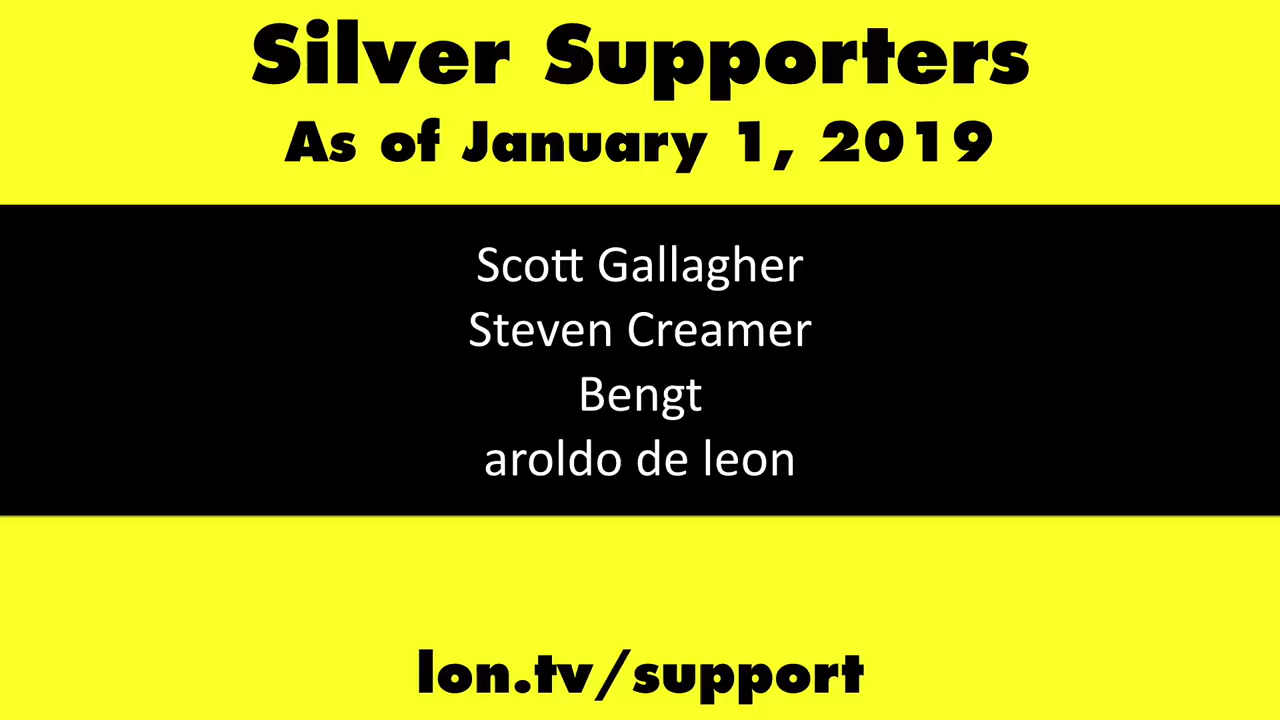 Silver Supporters
As of January 1, 2019
Scott Gallagher
Steven Creamer
Bengt
aroldo de leon
lon.tv/support